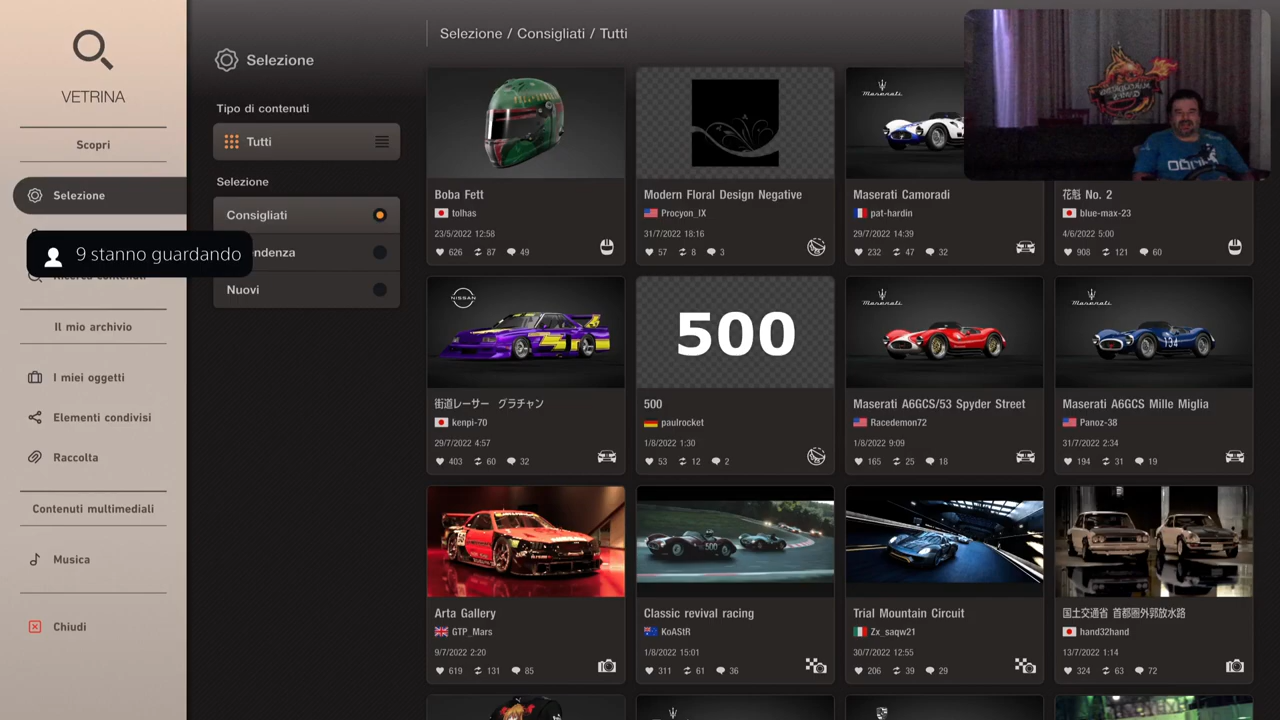 VETRINA
Scopri
Selezione
9 stanno guardando
Il mio archivio
I miei oggetti
Elementi condivisi
Raccolta
Contenuti multimediali
Musica
Chiudi
Selezione
Tipo di contenuti
Tutti
Selezione
Consigliati
Nuovi
Selezione / Consigliati / Tutti
Boba Fett
tolhas
23/5/2022 12:58
626 87 49
Modern Floral Design Negative
Procyon_IX
31/7/2022 18:16
57 8 3
Maserati
Maserati Camoradi
pat-hardin
29/7/2022 14:39
232 47 32
花魁 No. 2
blue-max-23
4/6/2022 5:00
908 121 60
NISSAN
街道レーサー　グラチャン
kenpi-70
29/7/2022 4:57
403 60 32
500
500
paulrocket
1/8/2022 1:30
53 12 2
Maserati
Maserati A6GCS/53 Spyder Street
Racedemon72
1/8/2022 9:09
165 25 18
Maserati
Maserati A6GCS Mille Miglia
Panoz-38
31/7/2022 2:34
194 31 19
Arta Gallery
GTP_Mars
9/7/2022 2:20
619 131 85
Classic revival racing
KoAStR
1/8/2022 15:01
311 61 36
Trial Mountain Circuit
Zx_saqw21
30/7/2022 12:55
206 39 29
国土交通省 首都圏外郭放水路
hand32hand
13/7/2022 1:14
324 63 72